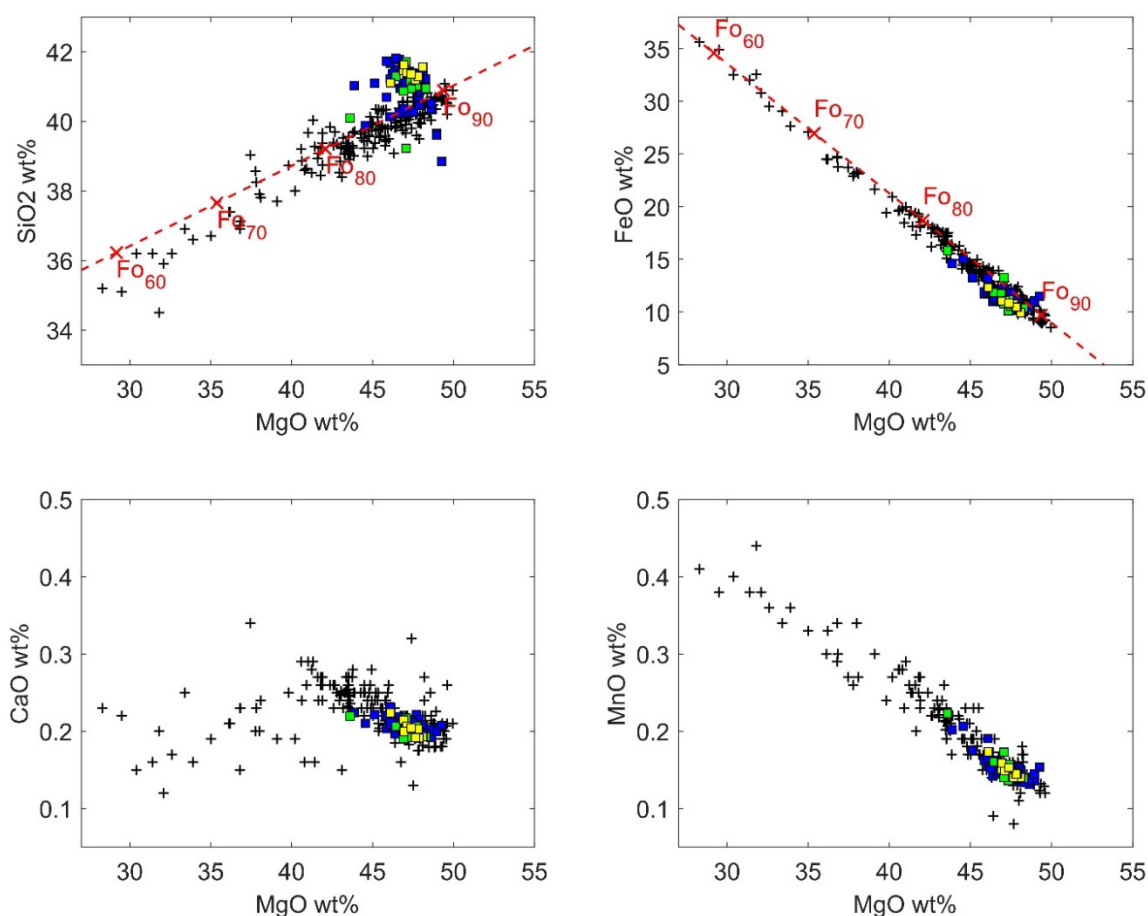 42
40
38
36
34
SiO2 wt%
Fo60
Fo70
Fo80
Fo90
30 35 40 45 50 55
MgO wt%
35
30
25
20
15
10
5
FeO wt%
Fo60
Fo70
Fo80
Fo90
30 35 40 45 50 55
MgO wt%
0.5
0.4
0.3
0.2
0.1
CaO wt%
30 35 40 45 50 55
MgO wt%
0.5
0.4
0.3
0.2
0.1
MnO wt%
30 35 40 45 50 55
MgO wt%